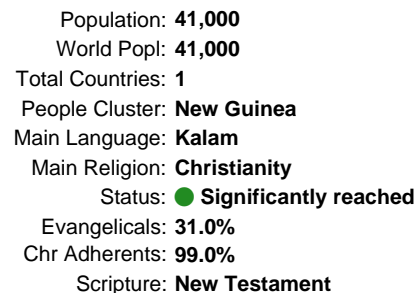 Population: 41,000
World Popl: 41,000
Total Countries: 1
People Cluster: New Guinea
Main Language: Kalam
Main Religion: Christianity
Status: Significantly reached
Evangelicals: 31.0%
Chr Adherents: 99.0%
Scripture: New Testament